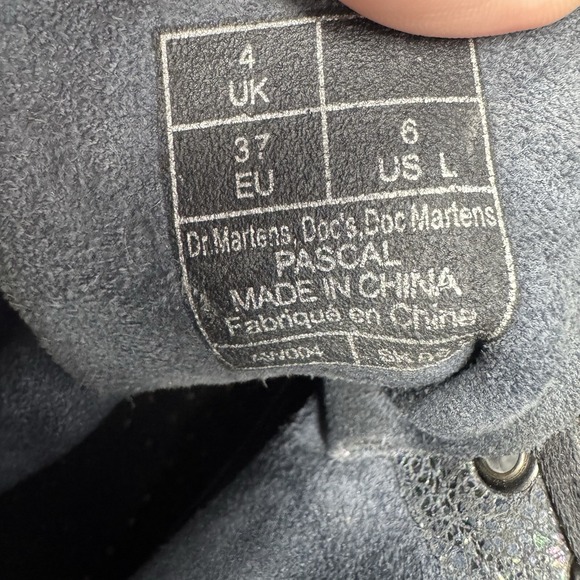 4
UK
37
EU
6
US L
Dr.Martens, Doc's, Doc Martens
PASCAL
MADE IN CHINA
Fabriqué en Chine